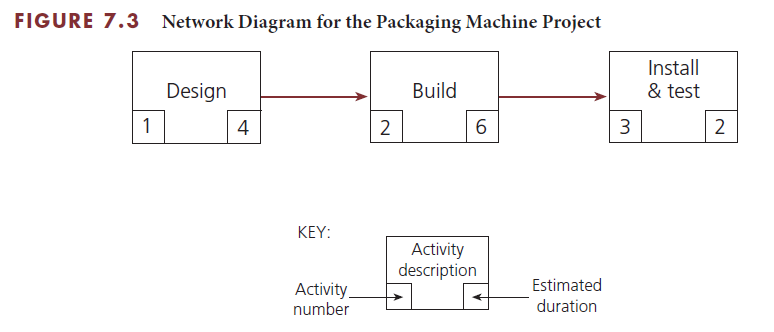 FIGURE 7.3 Network Diagram for the Packaging Machine Project
Design
1 4
Build
2 6
Install
& test
3 2
KEY:
Activity
description
Activity
number
Estimated
duration